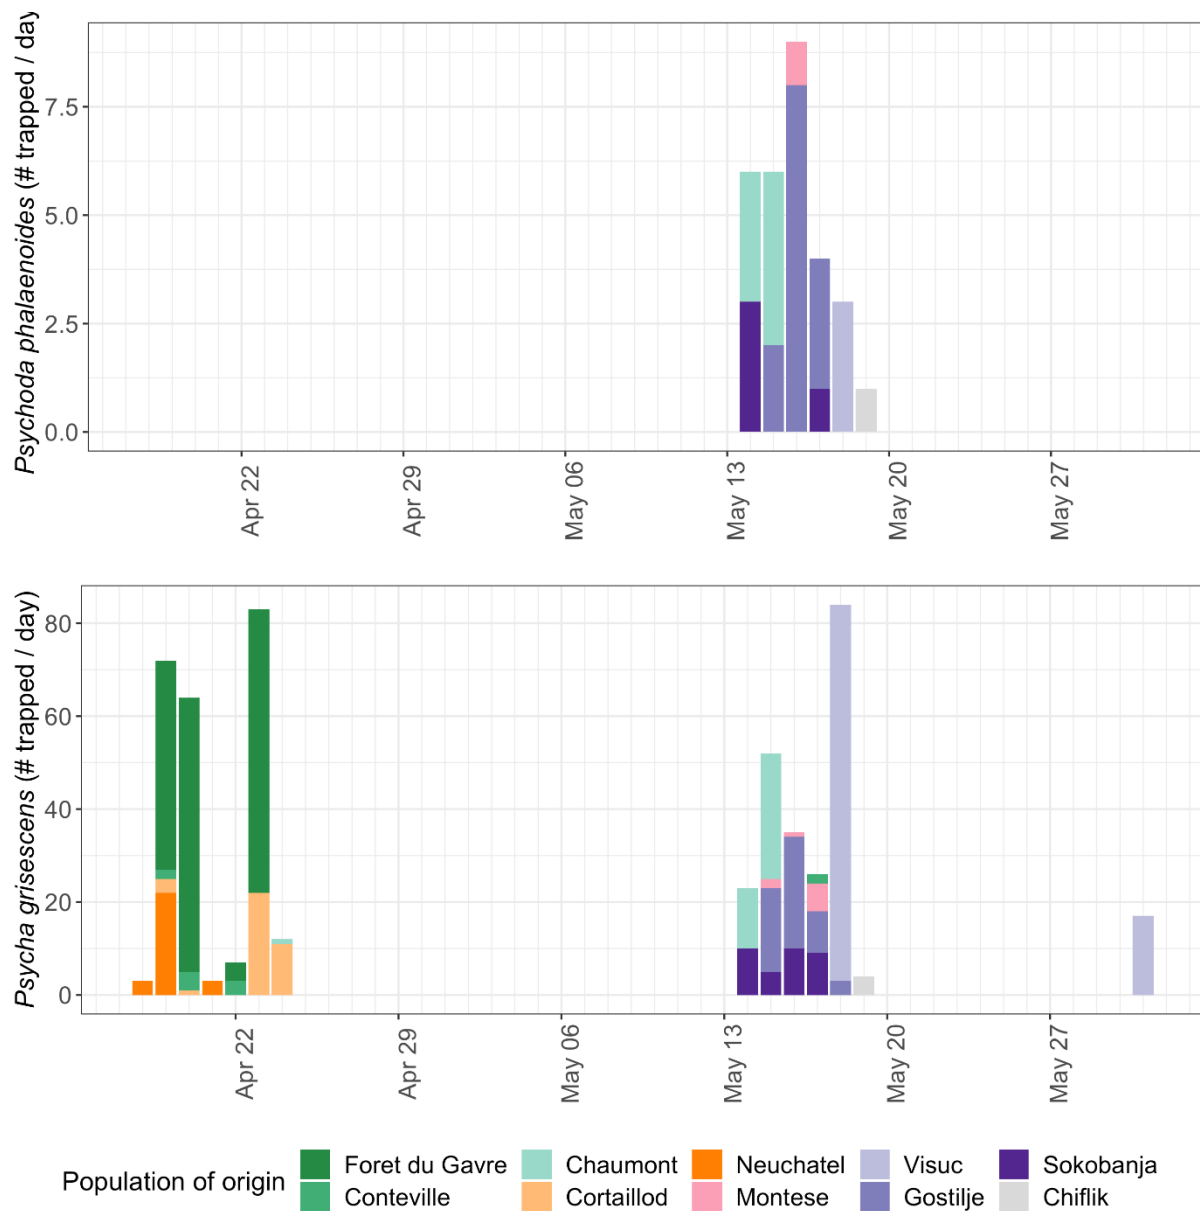 Psychoda phalaenoides (# trapped / day
7.5
5.0
2.5
0.0
Apr 22
Apr 29
May 06
May 13
May 20
May 27
Psycha grisescens (# trapped / day)
80
60
40
20
0
Apr 22
Apr 29
May 06
May 13
May 20
May 27
Population of origin
Foret du Gavre
Chaumont
Neuchatel
Visuc
Sokobanja
Conteville
Cortaillod
Montese
Gostilje
Chiflik